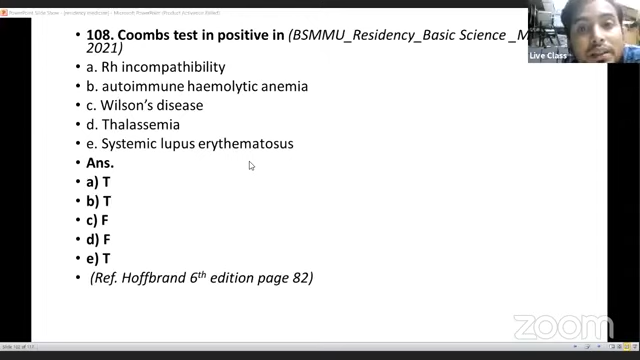 PowerPoint Slide Show - [residency medicine] - Microsoft PowerPoint (Product Activation Failed)
• 108. Coombs test in positive in (BSMMU_Residency_Basic Science _M
2021)
• a. Rh incompathibility
• b. autoimmune haemolytic anemia
• c. Wilson's disease
• d. Thalassemia
• e. Systemic lupus erythematosus
• Ans.
• a) T
• b) T
• c) F
• d) F
• e) T
• (Ref. Hoffbrand 6th edition page 82)
Live Class
zoom